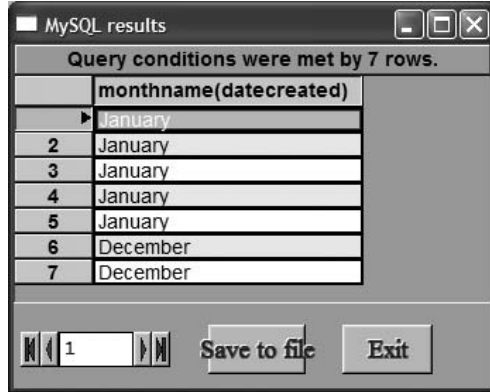 MySQL results
Query conditions were met by 7 rows.
monthname(datecreated)
January
2 January
3 January
4 January
5 January
6 December
7 December
1 Save to file Exit